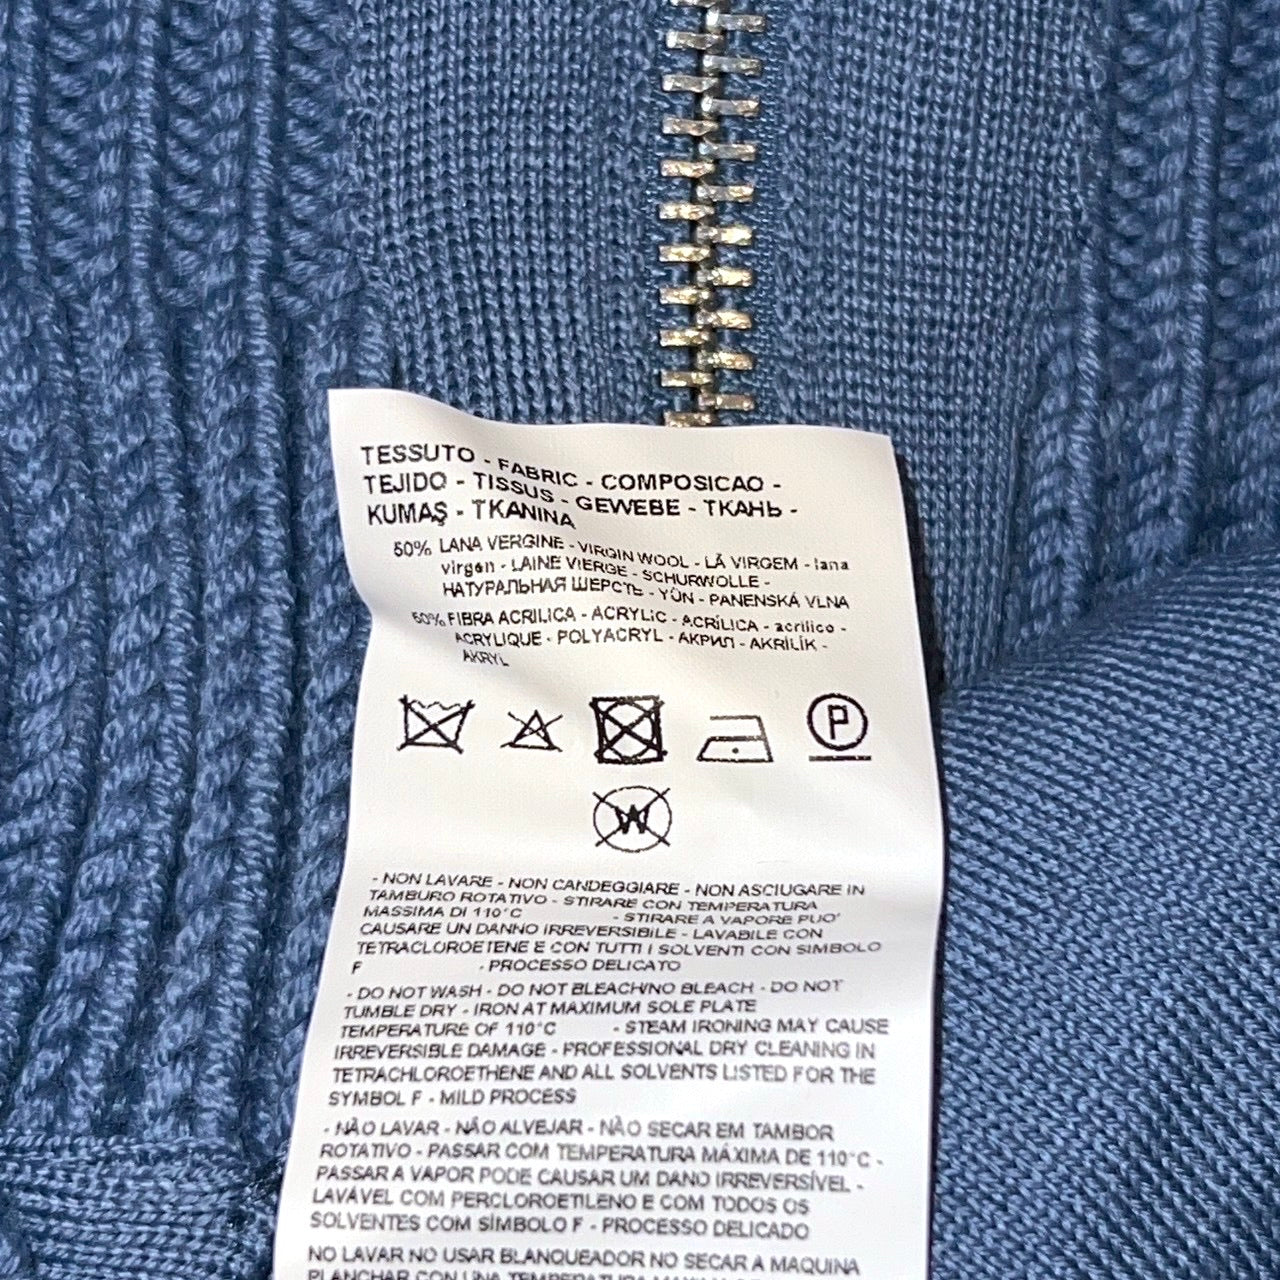 TESSUTO - FABRIC - COMPOSICAO -
TEJIDO - TISSUS - GEWEBE - ТКАНЬ -
KUMAŞ - TKANINA
50% LANA VERGINE - VIRGIN WOOL - LÃ VIRGEM - lana
virgen - LAINE VIERGE - SCHURWOLLE -
НАТУРАЛЬНАЯ ШЕРСТЬ - YÜN - PANENSKÁ VLNA
50% FIBRA ACRILICA - ACRYLIC - ACRÍLICA - acrilico -
ACRYLIQUE - POLYACRYL - АКРИЛ - AKRİLİK -
AKRYL
P
W
- NON LAVARE - NON CANDEGGIARE - NON ASCIUGARE IN
TAMBURO ROTATIVO - STIRARE CON TEMPERATURA
MASSIMA DI 110°C - STIRARE A VAPORE PUO'
CAUSARE UN DANNO IRREVERSIBILE - LAVABILE CON
TETRACLOROETENE E CON TUTTI I SOLVENTI CON SIMBOLO
F - PROCESSO DELICATO
- DO NOT WASH - DO NOT BLEACH/NO BLEACH - DO NOT
TUMBLE DRY - IRON AT MAXIMUM SOLE PLATE
TEMPERATURE OF 110°C - STEAM IRONING MAY CAUSE
IRREVERSIBLE DAMAGE - PROFESSIONAL DRY CLEANING IN
TETRACHLOROETHENE AND ALL SOLVENTS LISTED FOR THE
SYMBOL F - MILD PROCESS
- NÃO LAVAR - NÃO ALVEJAR - NÃO SECAR EM TAMBOR
ROTATIVO - PASSAR COM TEMPERATURA MÁXIMA DE 110°C -
PASSAR A VAPOR PODE CAUSAR UM DANO IRREVERSÍVEL -
LAVÁVEL COM PERCLOROETILENO E COM TODOS OS
SOLVENTES COM SÍMBOLO F - PROCESSO DELICADO
NO LAVAR NO USAR BLANQUEADOR NO SECAR A MAQUINA
PLANCHAR CON UNA TEMPERATURA